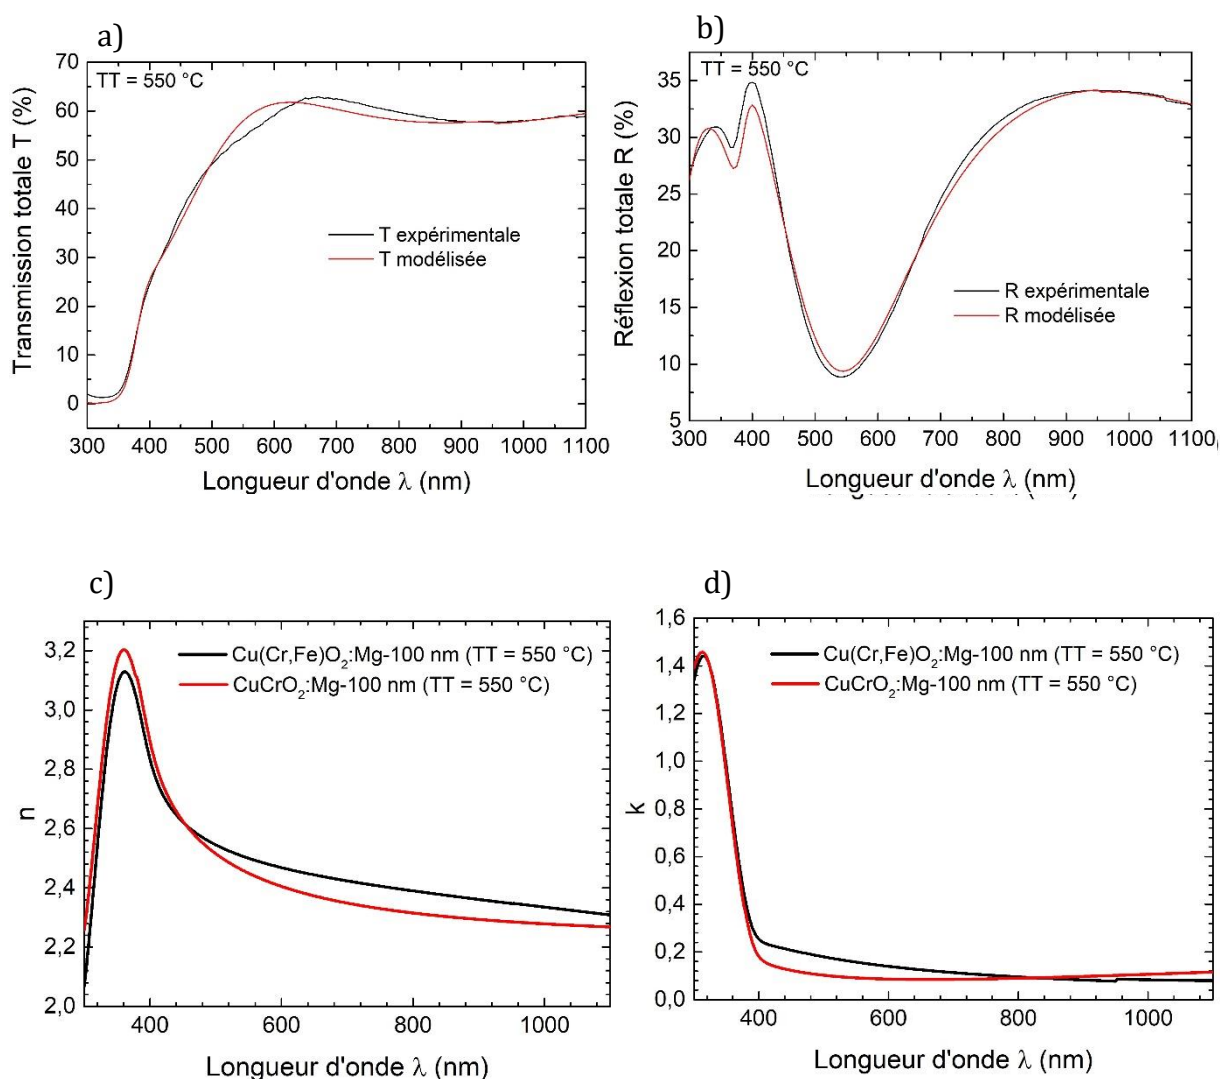 a)
TT = 550 °C
Transmission totale T (%)
70
60
50
40
30
20
10
0
T expérimentale
T modélisée
300 400 500 600 700 800 900 1000 1100
Longueur d'onde λ (nm)
b)
TT = 550 °C
Réflexion totale R (%)
35
30
25
20
15
10
5
R expérimentale
R modélisée
300 400 500 600 700 800 900 1000 1100
Longueur d'onde λ (nm)
c)
n
3,2
3,0
2,8
2,6
2,4
2,2
2,0
Cu(Cr,Fe)O₂:Mg-100 nm (TT = 550 °C)
CuCrO₂:Mg-100 nm (TT = 550 °C)
400 600 800 1000
Longueur d'onde λ (nm)
d)
k
1,6
1,4
1,2
1,0
0,8
0,6
0,4
0,2
0,0
Cu(Cr,Fe)O₂:Mg-100 nm (TT = 550 °C)
CuCrO₂:Mg-100 nm (TT = 550 °C)
400 600 800 1000
Longueur d'onde λ (nm)